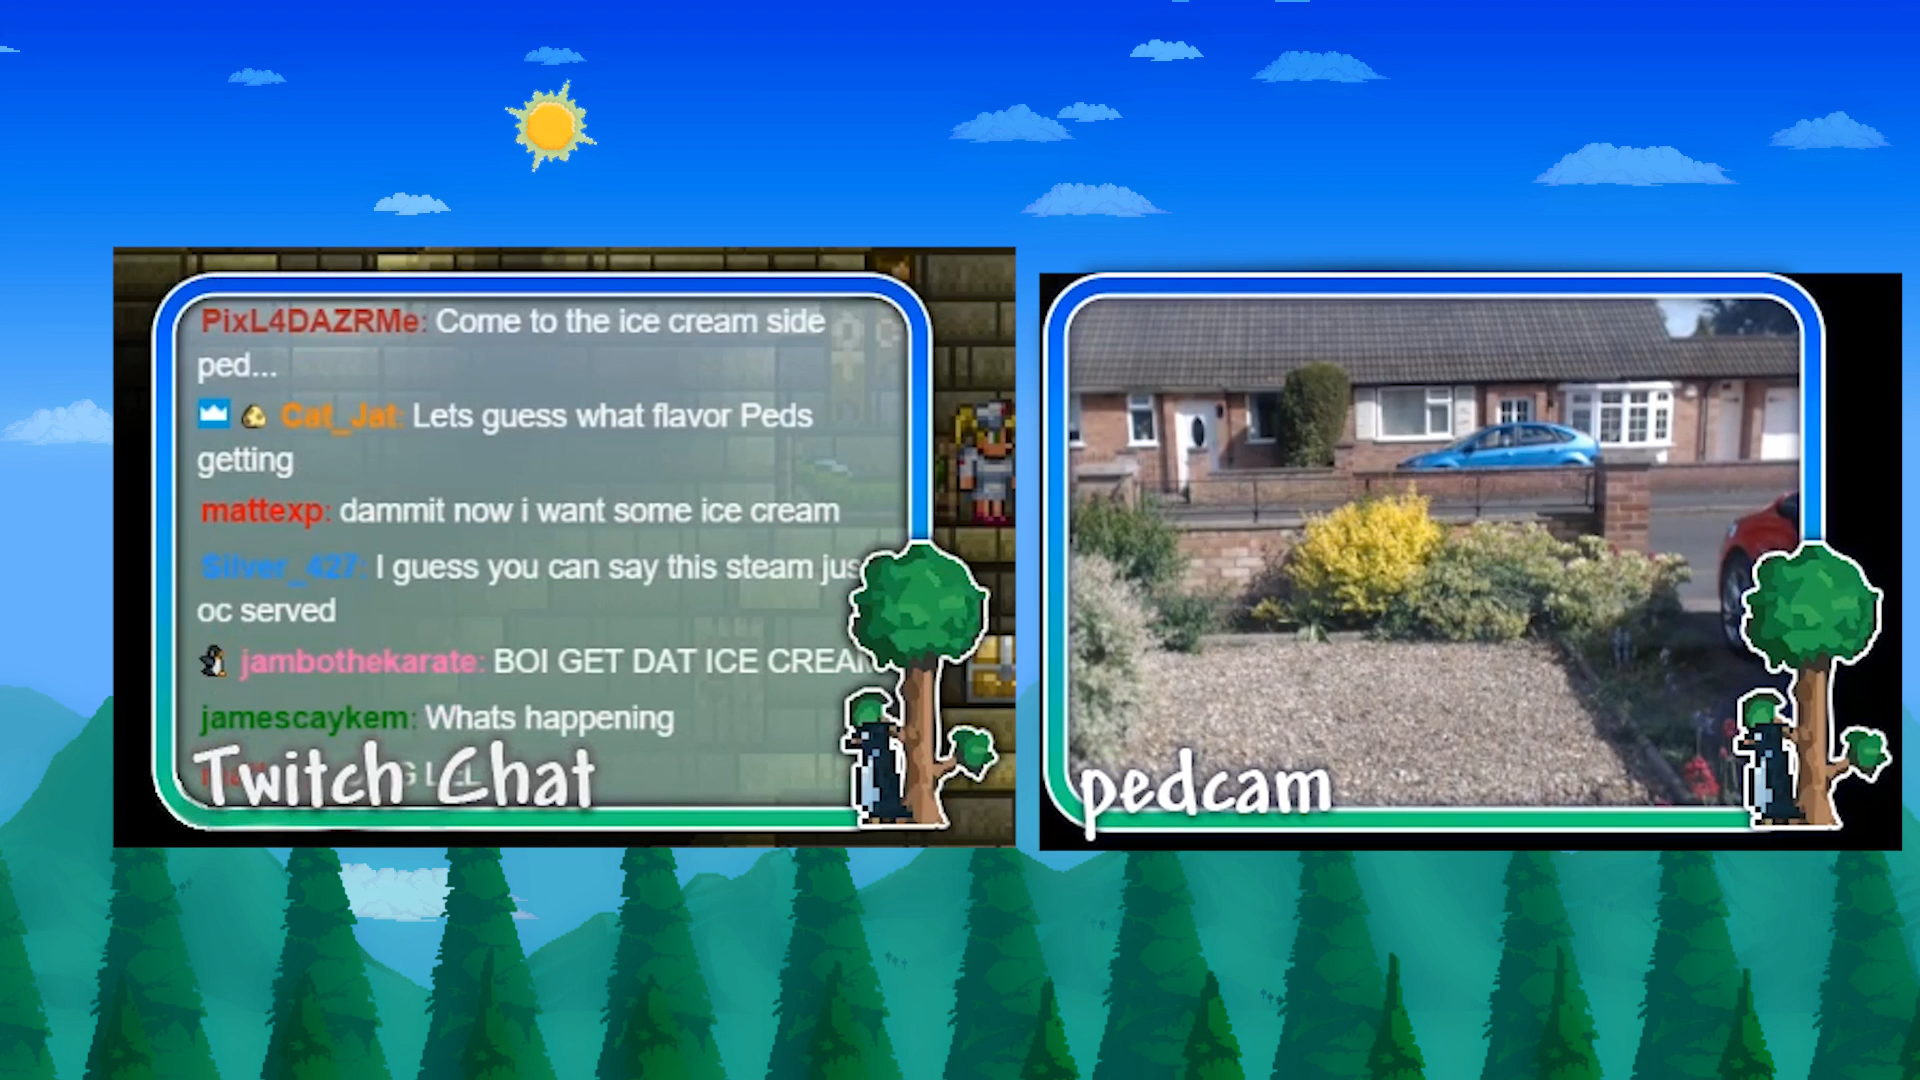 PixL4DAZRMe: Come to the ice cream side
ped...
Cat_Jat: Lets guess what flavor Peds
getting
mattexp: dammit now i want some ice cream
Silver_427: I guess you can say this steam jus
oc served
jambothekarate: BOI GET DAT ICE CREAM
jamescaykem: Whats happening
Twitch Chat
pedcam